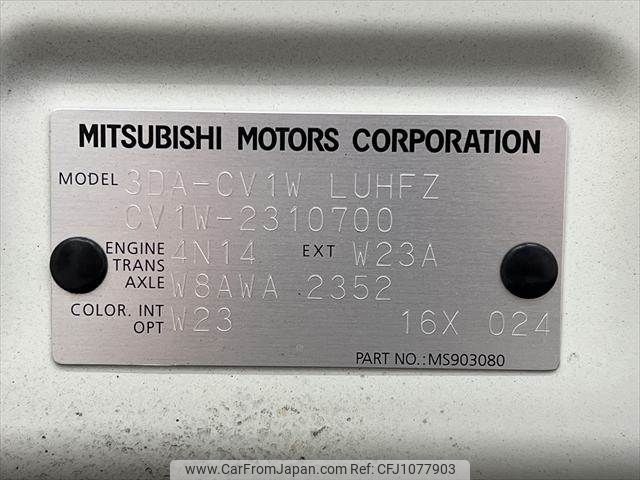 MITSUBISHI MOTORS CORPORATION
MODEL 3DA-CV1W LUHFZ
CV1W-2310700
ENGINE 4N14 EXT W23A
TRANS AXLE W8AWA 2352
COLOR. INT OPT W23 16X 024
PART NO.:MS903080
www.CarFromJapan.com | REF ID:CFJ1077903